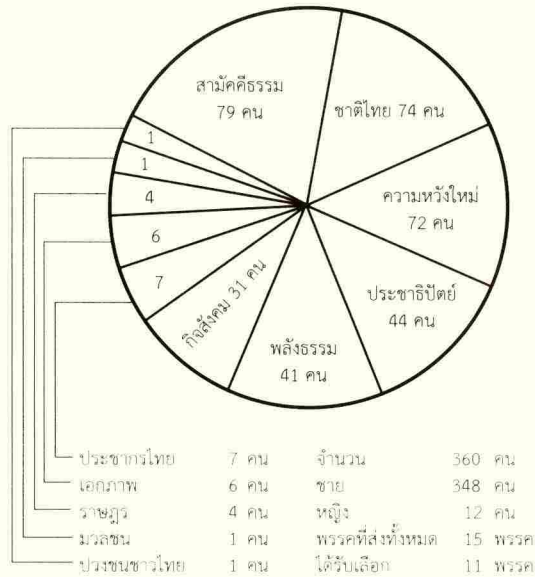 สามัคคีธรรม
79 คน
ชาติไทย 74 คน
ความหวังใหม่
72 คน
ประชาธิปัตย์
44 คน
พลังธรรม
41 คน
กิจสังคม 31 คน
7
6
4
1
1
ประชากรไทย 7 คน จำนวน 360 คน
เอกภาพ 6 คน ชาย 348 คน
ราษฎร 4 คน หญิง 12 คน
มวลชน 1 คน พรรคที่ส่งทั้งหมด 15 พรรค
ปวงชนชาวไทย 1 คน ได้รับเลือก 11 พรรค